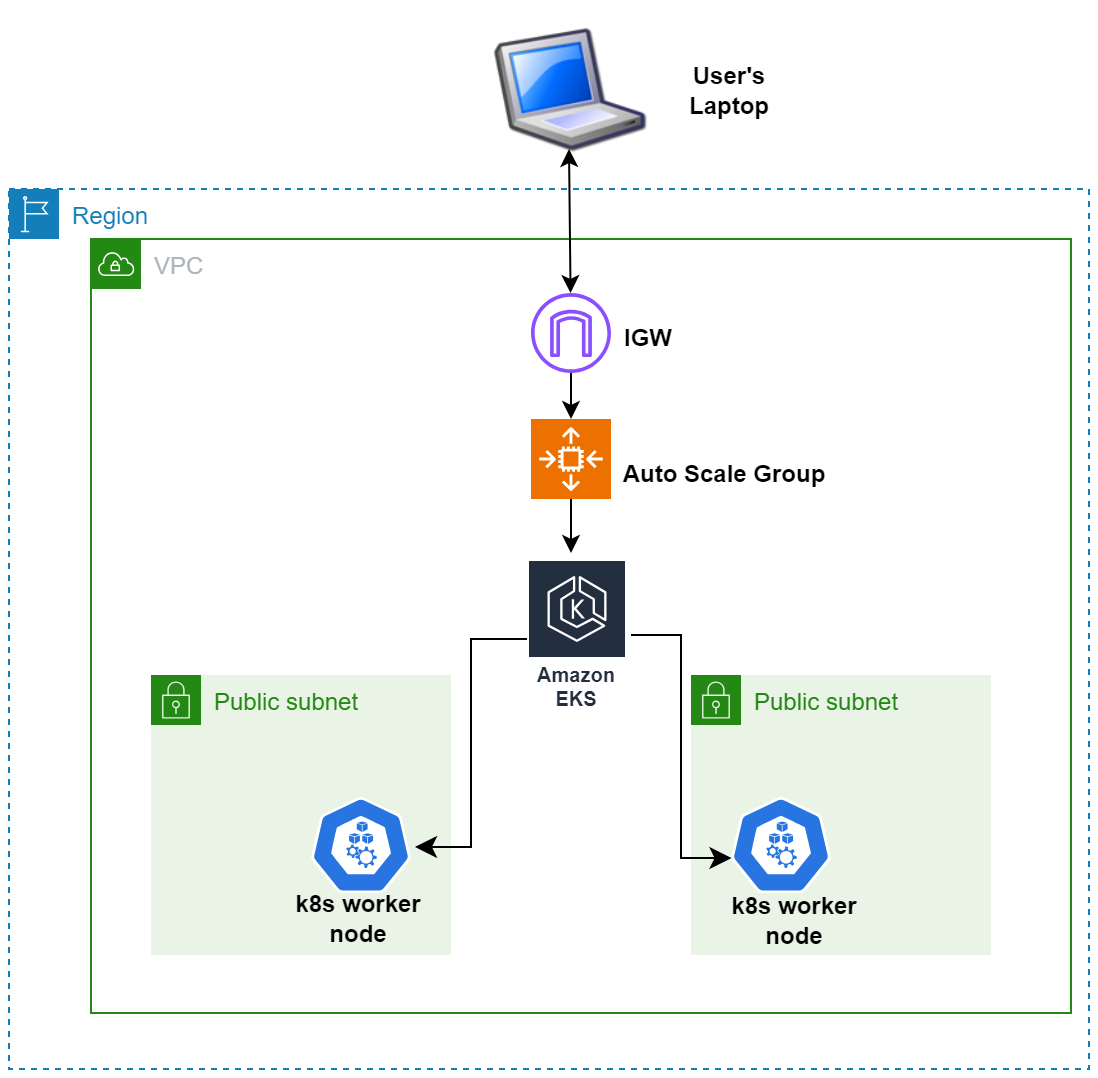 User's
Laptop
Region
VPC
IGW
Auto Scale Group
K
Amazon
EKS
Public subnet
Public subnet
k8s worker
node
k8s worker
node